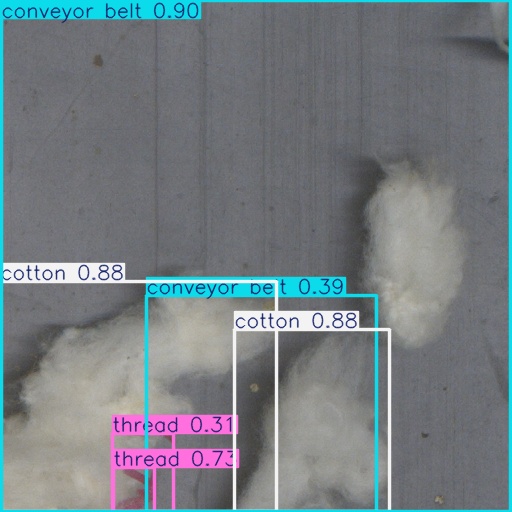 conveyor belt 0.90
cotton 0.88
conveyor belt 0.39
cotton 0.88
thread 0.31
thread 0.73